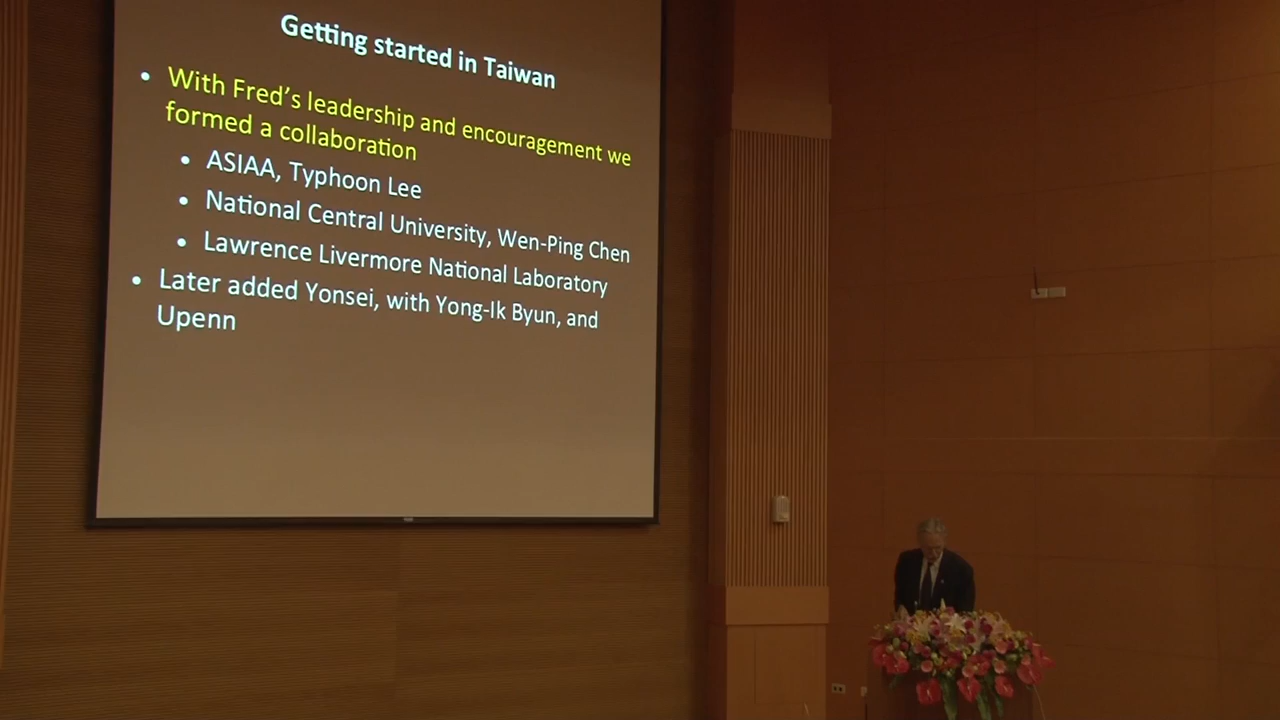 Getting started in Taiwan
• With Fred's leadership and encouragement we
formed a collaboration
• ASIAA, Typhoon Lee
• National Central University, Wen-Ping Chen
• Lawrence Livermore National Laboratory
• Later added Yonsei, with Yong-Ik Byun, and
Upenn